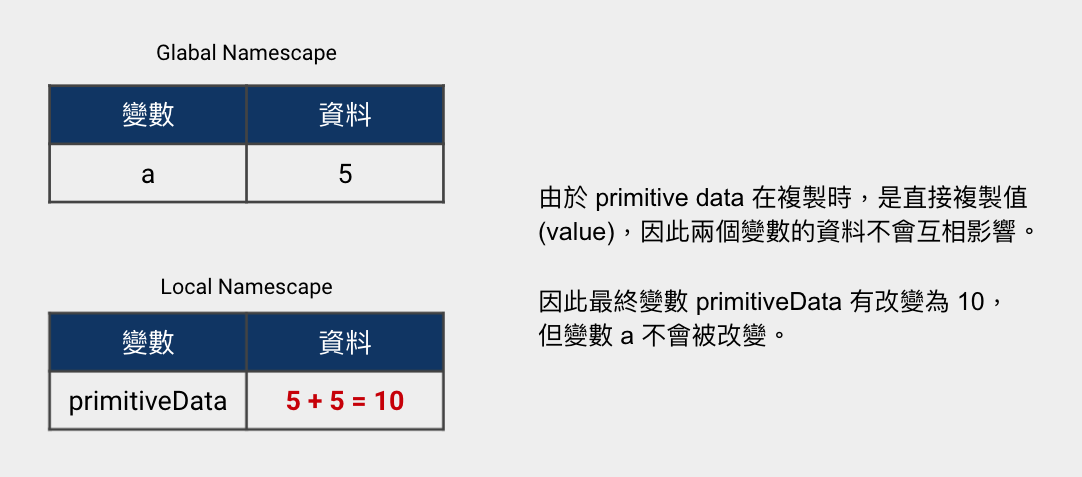 Glabal Namescape
變數 資料
a 5
Local Namescape
變數 資料
primitiveData 5 + 5 = 10
由於 primitive data 在複製時，是直接複製值
(value)，因此兩個變數的資料不會互相影響。
因此最終變數 primitiveData 有改變為 10，
但變數 a 不會被改變。